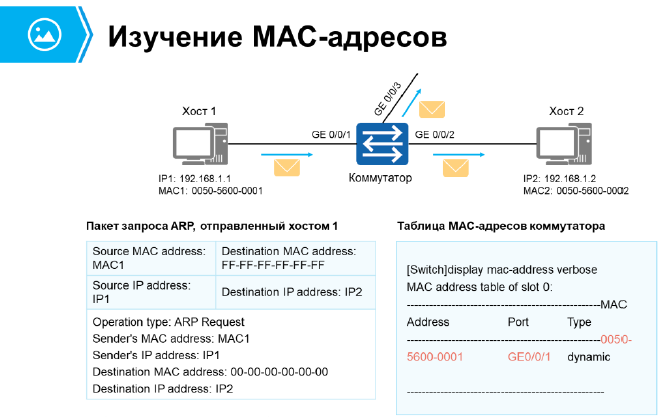 Изучение MAC-адресов
GE 0/0/3
Хост 1
Хост 2
GE 0/0/1
GE 0/0/2
Коммутатор
IP1: 192.168.1.1
MAC1: 0050-5600-0001
IP2: 192.168.1.2
MAC2: 0050-5600-0002
Пакет запроса ARP, отправленный хостом 1
Source MAC address:
MAC1
Destination MAC address:
FF-FF-FF-FF-FF-FF
Source IP address:
IP1
Destination IP address: IP2
Operation type: ARP Request
Sender's MAC address: MAC1
Sender's IP address: IP1
Destination MAC address: 00-00-00-00-00-00
Destination IP address: IP2
Таблица MAC-адресов коммутатора
[Switch]display mac-address verbose
MAC address table of slot 0:
-----------------------------------------------MAC
Address Port Type
-----------------------------------------------0050-
5600-0001 GE0/0/1 dynamic
-----------------------------------------------